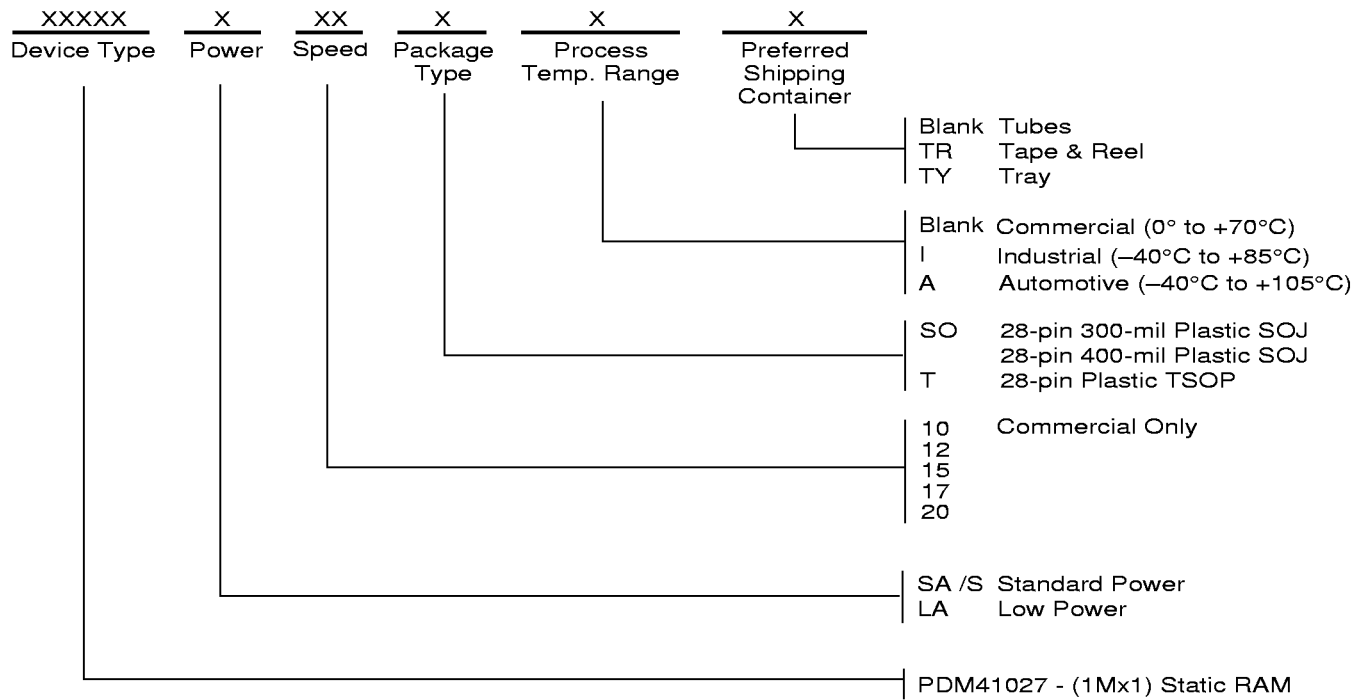 XXXXX X XX X X X
Device Type Power Speed Package Process Preferred
Type Temp. Range Shipping
Container
Blank Tubes
TR Tape & Reel
TY Tray
Blank Commercial (0° to +70°C)
I Industrial (–40°C to +85°C)
A Automotive (–40°C to +105°C)
SO 28-pin 300-mil Plastic SOJ
28-pin 400-mil Plastic SOJ
T 28-pin Plastic TSOP
10 Commercial Only
12
15
17
20
SA /S Standard Power
LA Low Power
PDM41027 - (1Mx1) Static RAM